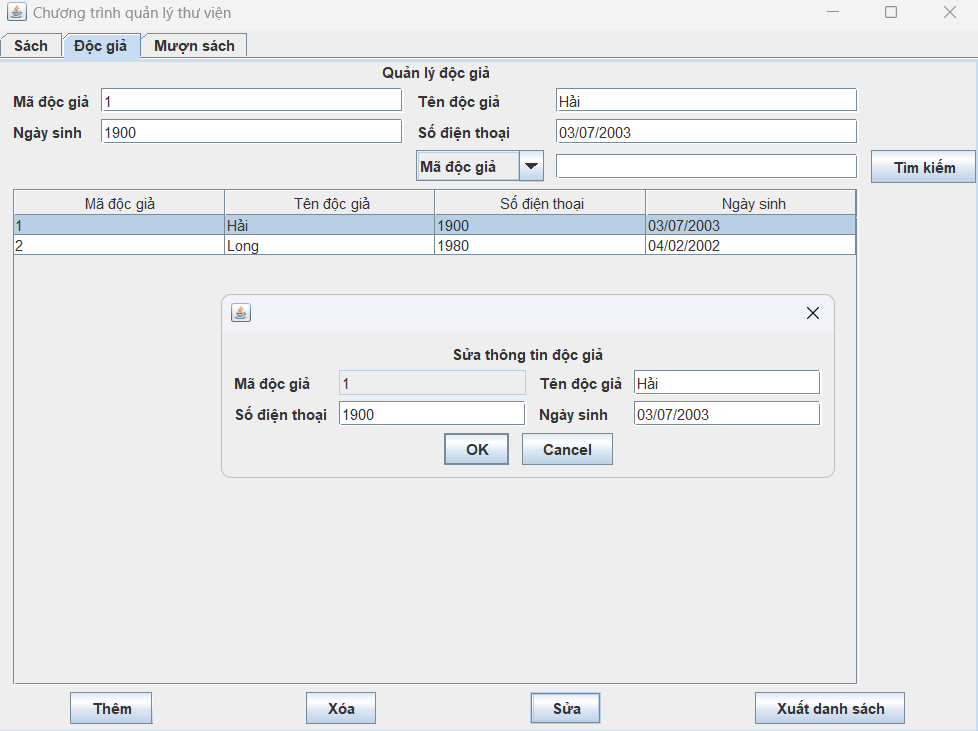 Chương trình quản lý thư viện
Sách Độc giả Mượn sách
Quản lý độc giả
Mã độc giả 1 Tên độc giả Hải
Ngày sinh 1900 Số điện thoại 03/07/2003
Mã độc giả Tìm kiếm
Mã độc giả Tên độc giả Số điện thoại Ngày sinh
1 Hải 1900 03/07/2003
2 Long 1980 04/02/2002
Sửa thông tin độc giả
Mã độc giả 1 Tên độc giả Hải
Số điện thoại 1900 Ngày sinh 03/07/2003
OK Cancel
Thêm Xóa Sửa Xuất danh sách